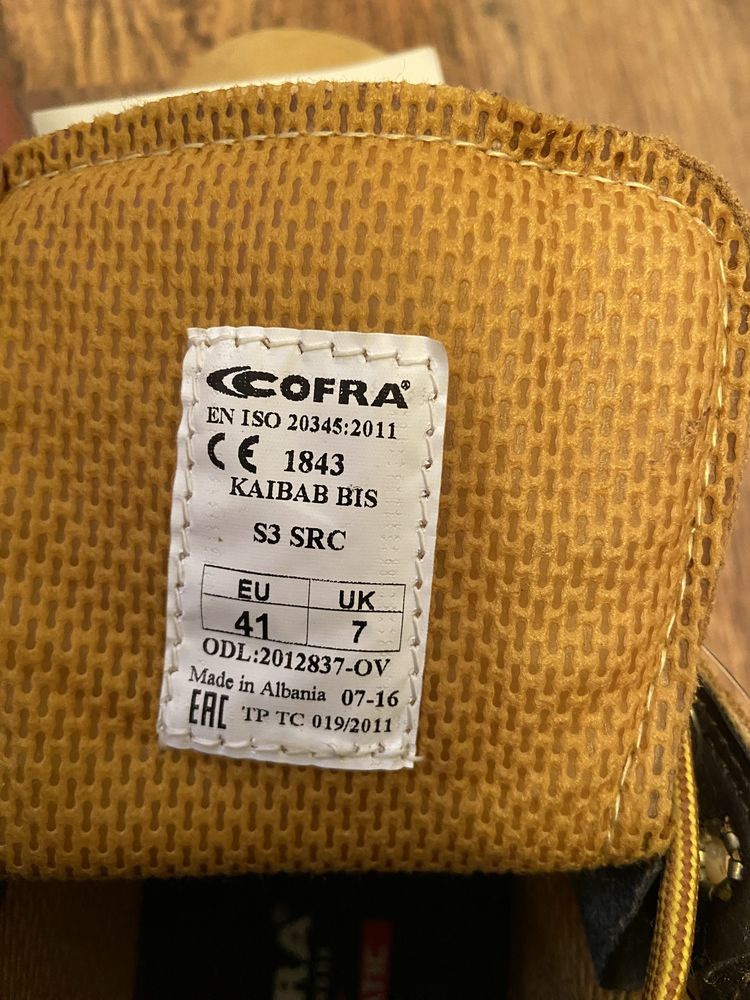 COFRA®
EN ISO 20345:2011
CE 1843
KAIBAB BIS
S3 SRC
EU UK
41 7
ODL:2012837-OV
Made in Albania 07-16
EAC TP TC 019/2011